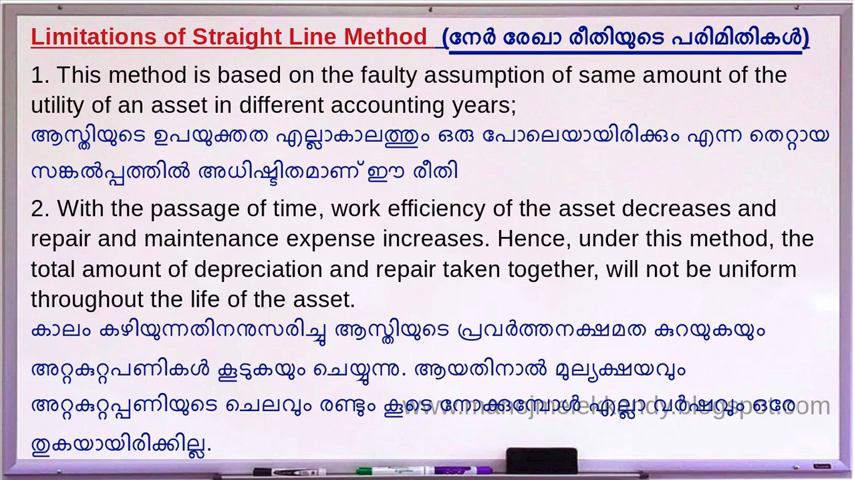 Limitations of Straight Line Method (നേർ രേഖാ രീതിയുടെ പരിമിതികൾ)
1. This method is based on the faulty assumption of same amount of the
utility of an asset in different accounting years;
ആസ്തിയുടെ ഉപയുക്തത എല്ലാകാലത്തും ഒരു പോലെയായിരിക്കും എന്ന തെറ്റായ
സങ്കൽപ്പത്തിൽ അധിഷ്ടിതമാണ് ഈ രീതി
2. With the passage of time, work efficiency of the asset decreases and
repair and maintenance expense increases. Hence, under this method, the
total amount of depreciation and repair taken together, will not be uniform
throughout the life of the asset.
കാലം കഴിയുന്നതിനനുസരിച്ചു ആസ്തിയുടെ പ്രവർത്തനക്ഷമത കുറയുകയും
അറ്റകുറ്റപണികൾ കൂടുകയും ചെയ്യുന്നു. ആയതിനാൽ മുല്യക്ഷയവും
അറ്റകുറ്റപ്പണിയുടെ ചെലവും രണ്ടും കൂടെ നോക്കുമ്പോൾ എല്ലാ വർഷവും ഒരേ
തുകയായിരിക്കില്ല.